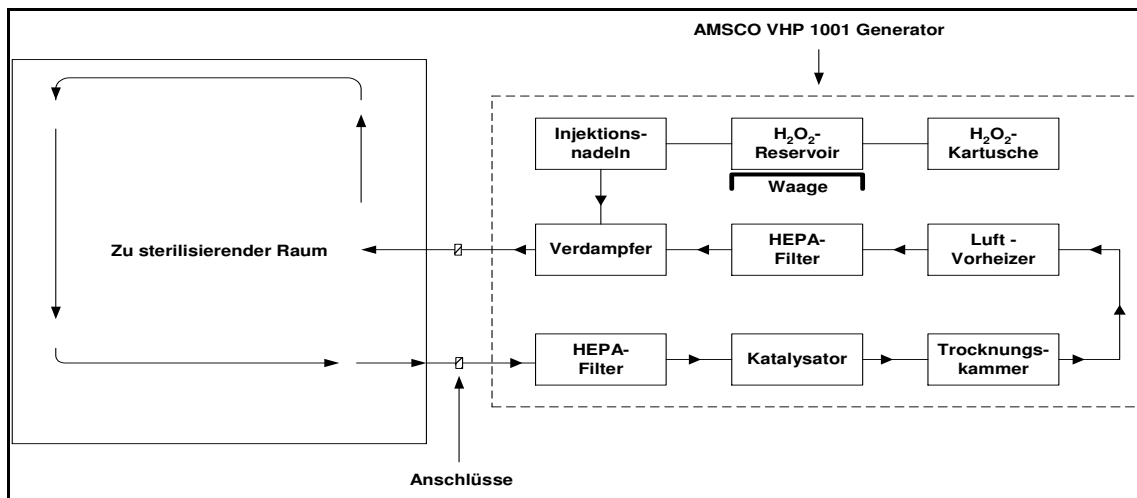 AMSCO VHP 1001 Generator
Injektions-
nadeln
H₂O₂-
Reservoir
H₂O₂-
Kartusche
Waage
Zu sterilisierender Raum
Verdampfer
HEPA-
Filter
Luft -
Vorheizer
HEPA-
Filter
Katalysator
Trocknungs-
kammer
Anschlüsse